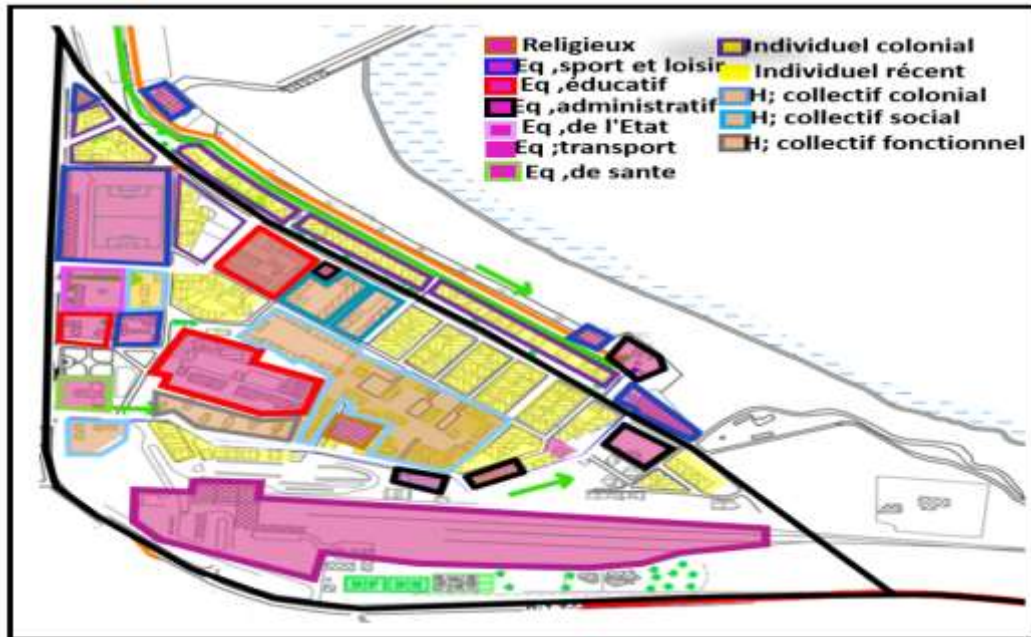 Religieux
Eq ,sport et loisir
Eq ,éducatif
Eq ,administratif
Eq ,de l'Etat
Eq ;transport
Eq ,de sante
Individuel colonial
Individuel récent
H; collectif colonial
H; collectif social
H; collectif fonctionnel